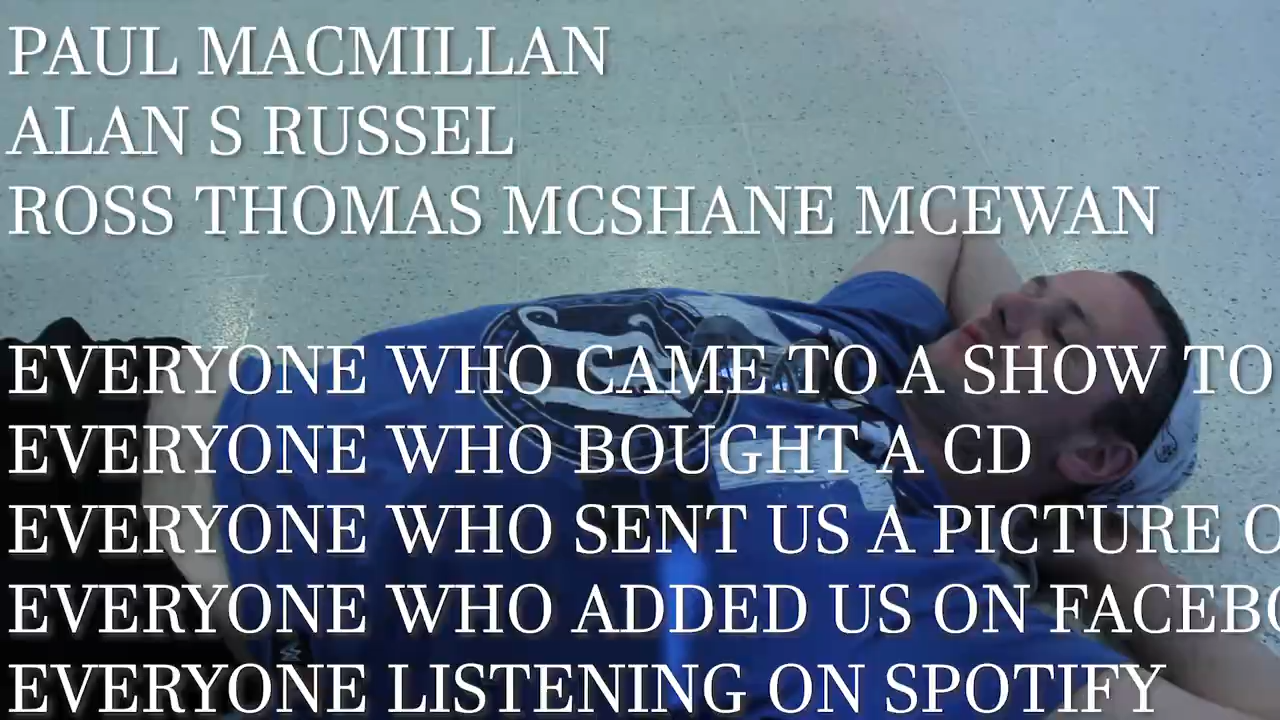 PAUL MACMILLAN
ALAN S RUSSEL
ROSS THOMAS MCSHANE MCEWAN
EVERYONE WHO CAME TO A SHOW TO
EVERYONE WHO BOUGHT A CD
EVERYONE WHO SENT US A PICTURE
EVERYONE WHO ADDED US ON
EVERYONE LISTENING ON SPOTIFY